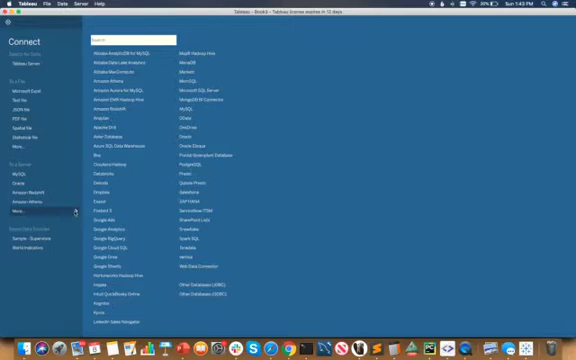 Tableau File Data Server Help
39% Sun 1:43 PM
Tableau - Book5 - Tableau license expires in 13 days
Connect
Search for Data
Tableau Server
To a File
Microsoft Excel
Text file
JSON file
PDF file
Spatial file
Statistical file
More...
To a Server
MySQL
Oracle
Amazon Redshift
Amazon Athena
More...
Saved Data Sources
Sample - Superstore
World Indicators
Search
Alibaba AnalyticDB for MySQL
Alibaba Data Lake Analytics
Alibaba MaxCompute
Amazon Athena
Amazon Aurora for MySQL
Amazon EMR Hadoop Hive
Amazon Redshift
Anaplan
Apache Drill
Aster Database
Azure SQL Data Warehouse
Box
Cloudera Hadoop
Databricks
Denodo
Dropbox
Exasol
Firebird 3
Google Ads
Google Analytics
Google BigQuery
Google Cloud SQL
Google Drive
Google Sheets
Hortonworks Hadoop Hive
Impala
Intuit QuickBooks Online
Kognitio
Kyvos
LinkedIn Sales Navigator
MapR Hadoop Hive
MariaDB
Marketo
MemSQL
Microsoft SQL Server
MongoDB BI Connector
MySQL
OData
OneDrive
Oracle
Oracle Eloqua
Pivotal Greenplum Database
PostgreSQL
Presto
Qubole Presto
Salesforce
SAP HANA
ServiceNow ITSM
SharePoint Lists
Snowflake
Spark SQL
Teradata
Vertica
Web Data Connector
Other Databases (JDBC)
Other Databases (ODBC)